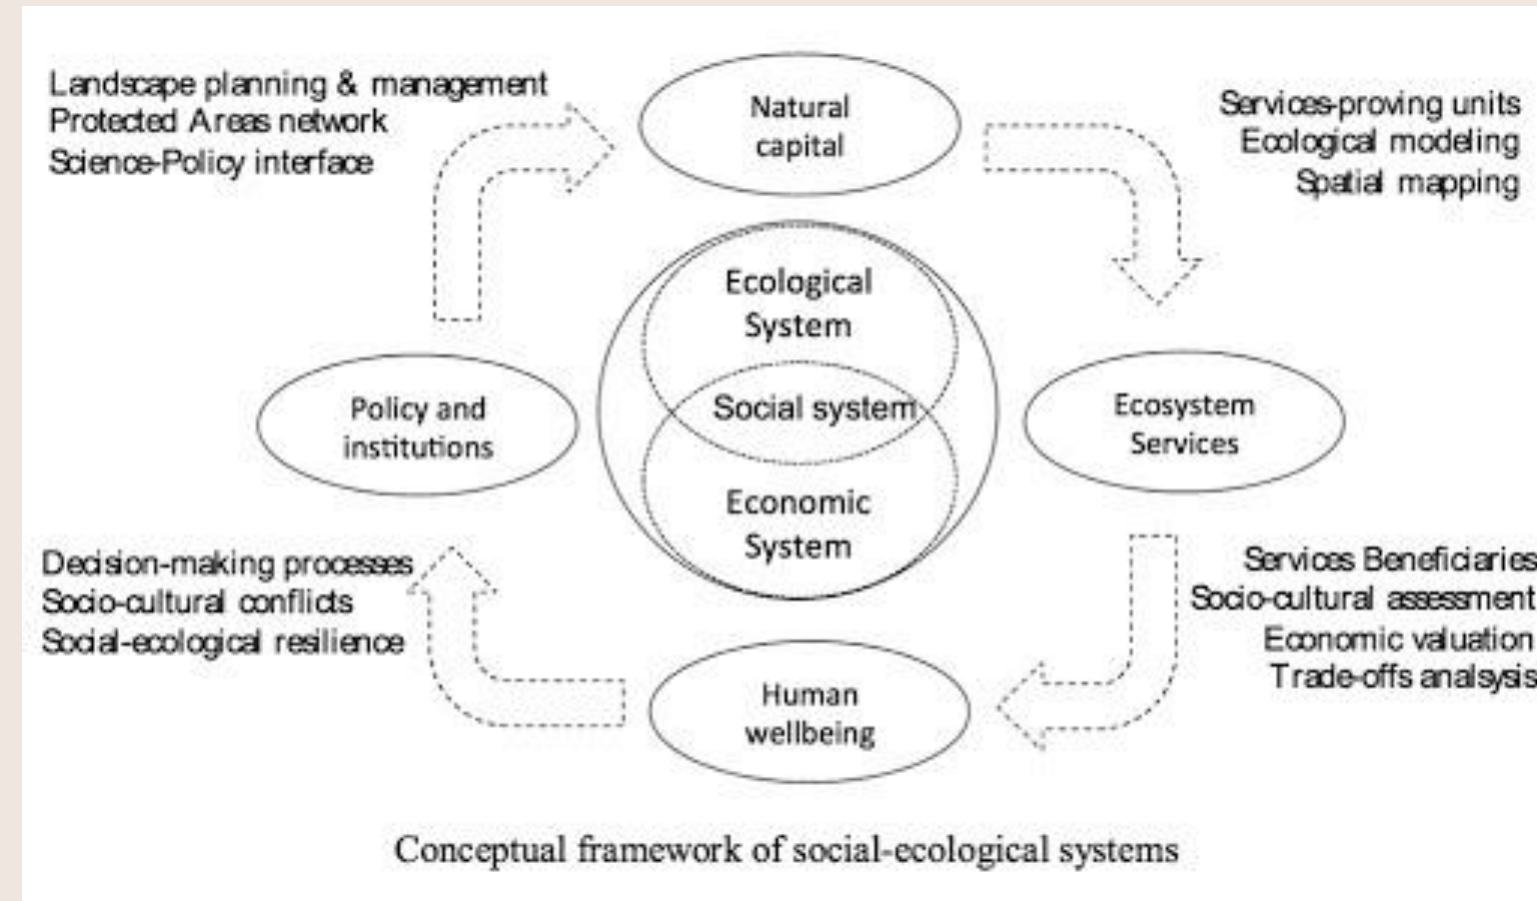 Landscape planning & management
Protected Areas network
Science-Policy interface
Natural
capital
Services-proving units
Ecological modeling
Spatial mapping
Ecological
System
Social system
Economic
System
Policy and
institutions
Ecosystem
Services
Decision-making processes
Socio-cultural conflicts
Social-ecological resilience
Services Beneficiaries
Socio-cultural assessment
Economic valuation
Trade-offs analsysis
Human
wellbeing
Conceptual framework of social-ecological systems